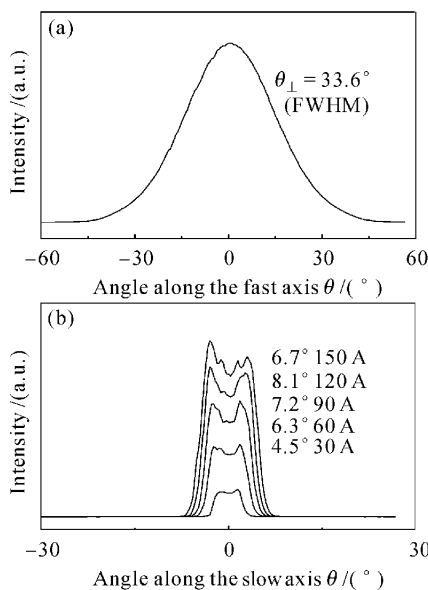 (a)
θ⊥ = 33.6°
(FWHM)
Intensity /(a.u.)
−60 −30 0 30 60
Angle along the fast axis θ /(°)
(b)
6.7° 150 A
8.1° 120 A
7.2° 90 A
6.3° 60 A
4.5° 30 A
Intensity /(a.u.)
−30 0 30
Angle along the slow axis θ /(°)